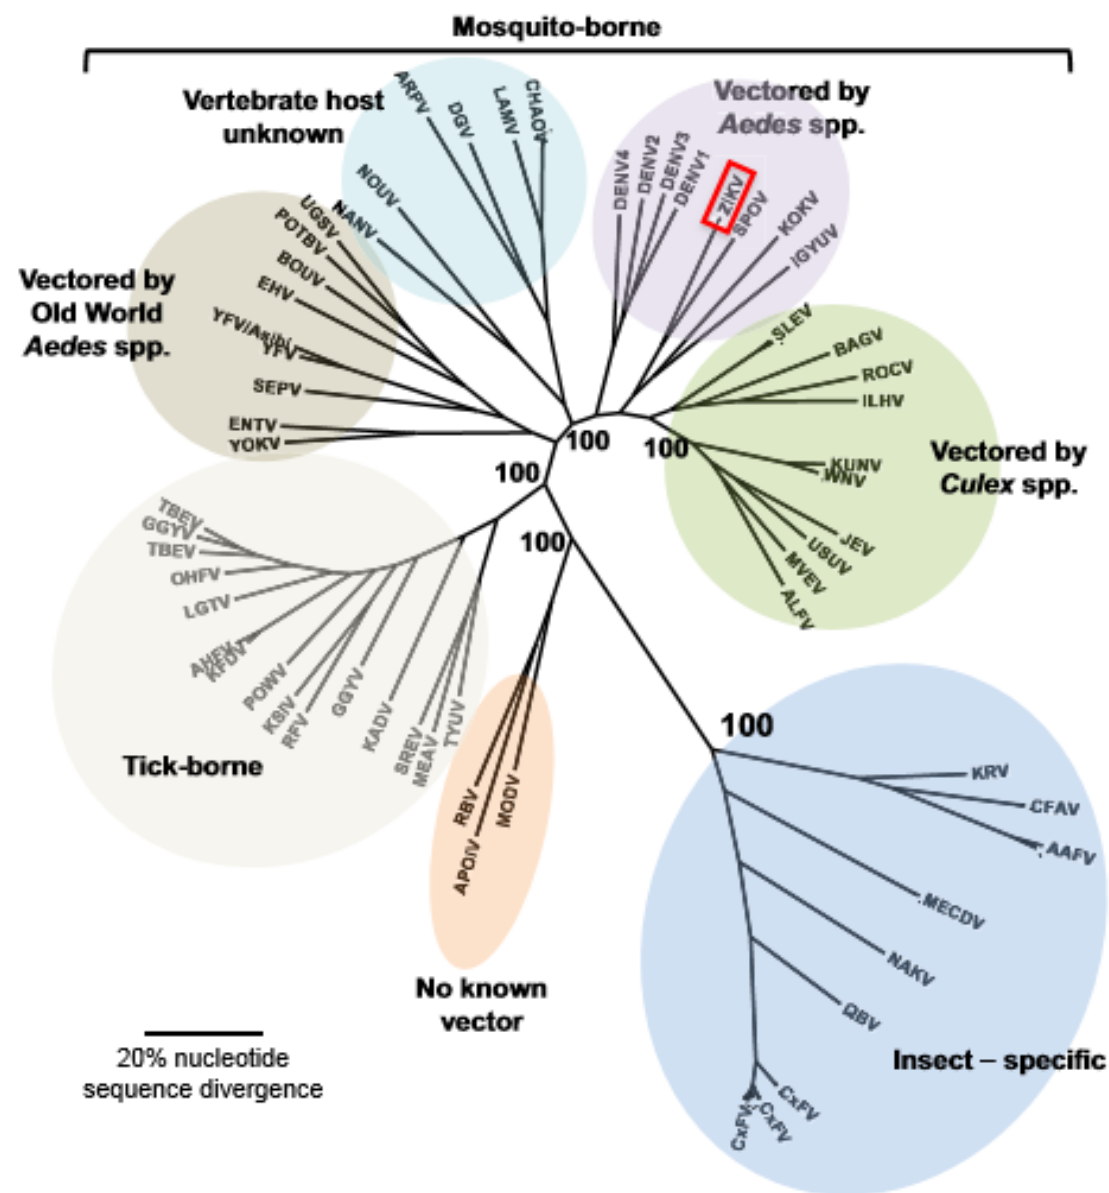 Mosquito-borne
Vertebrate host
unknown
ARPV
DGV
LAMV
CHAOV
NOUV
NANV
Vectored by
Aedes spp.
DENV4
DENV2
DENV3
DENV1
ZIKV
SPOV
KOKV
IGYUV
Vectored by
Old World
Aedes spp.
UGSV
POTBV
BOUV
EHV
YFV/Asibi
YFV
SEPV
ENTV
YOKV
SLEV
BAGV
ROCV
ILHV
KUNV
WNV
JEV
USUV
MVEV
ALFV
Vectored by
Culex spp.
100
100
100
100
100
TBEV
GGYV
TBEV
OHFV
LGTV
KFDV
POWV
KSIV
RFV
GGYV
KADV
SREV
MEAV
TYUV
Tick-borne
RBV
APOIV
MODV
No known
vector
KRV
CFAV
AAFV
MECDV
NAKV
QBV
CxFV
CxFV
CxFV
Insect – specific
20% nucleotide
sequence divergence